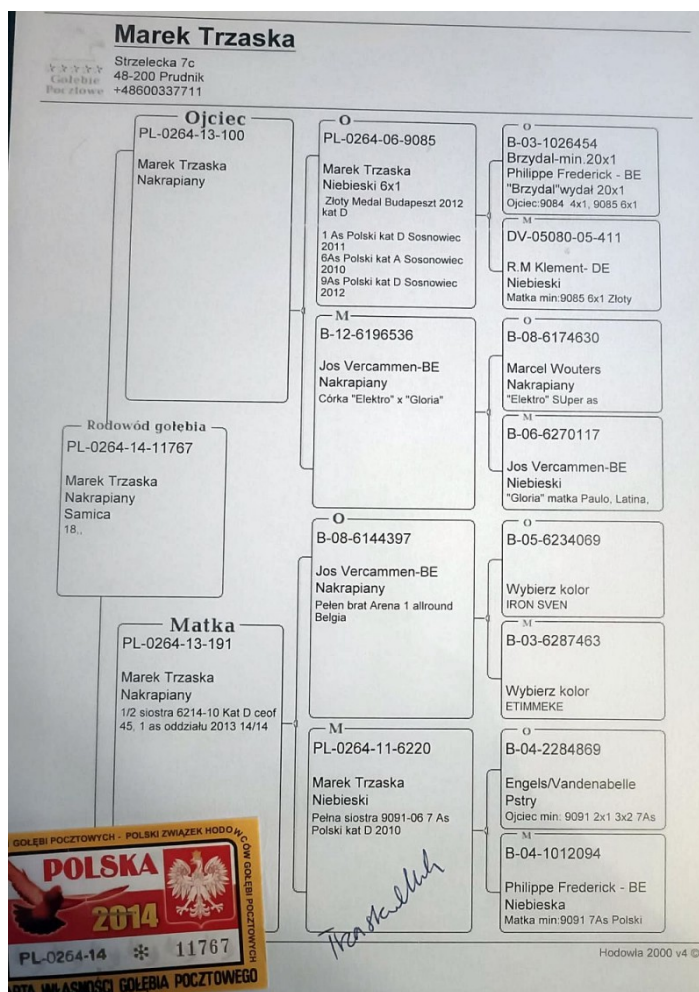 Marek Trzaska
Strzelecka 7c
48-200 Prudnik
+48600337711
Gołębie
Pocztowe
Ojciec
PL-0264-13-100
Marek Trzaska
Nakrapiany
O
PL-0264-06-9085
Marek Trzaska
Niebieski 6x1
Złoty Medal Budapeszt 2012
kat D
1 As Polski kat D Sosnowiec
2011
6As Polski kat A Sosonowiec
2010
9As Polski kat D Sosnowiec
2012
O
B-03-1026454
Brzydal-min.20x1
Philippe Frederick - BE
"Brzydal"wydał 20x1
Ojciec:9084 4x1, 9085 6x1
M
DV-05080-05-411
R.M Klement- DE
Niebieski
Matka min:9085 6x1 Złoty
M
B-12-6196536
Jos Vercammen-BE
Nakrapiany
Córka "Elektro" x "Gloria"
O
B-08-6174630
Marcel Wouters
Nakrapiany
"Elektro" SUper as
M
B-06-6270117
Jos Vercammen-BE
Niebieski
"Gloria" matka Paulo, Latina,
Rodowód gołębia
PL-0264-14-11767
Marek Trzaska
Nakrapiany
Samica
18,,
O
B-08-6144397
Jos Vercammen-BE
Nakrapiany
Pełen brat Arena 1 allround
Belgia
O
B-05-6234069
Wybierz kolor
IRON SVEN
M
B-03-6287463
Wybierz kolor
ETIMMEKE
Matka
PL-0264-13-191
Marek Trzaska
Nakrapiany
1/2 siostra 6214-10 Kat D ceof
45, 1 as oddziału 2013 14/14
M
PL-0264-11-6220
Marek Trzaska
Niebieski
Pełna siostra 9091-06 7 As
Polski kat D 2010
O
B-04-2284869
Engels/Vandenabelle
Pstry
Ojciec min: 9091 2x1 3x2 7As
M
B-04-1012094
Philippe Frederick - BE
Niebieska
Matka min:9091 7As Polski
GOŁĘBI POCZTOWYCH - POLSKI ZWIĄZEK HODOWCÓW GOŁĘBI POCZTOWYCH
POLSKA
2014
PL-0264-14 * 11767
WŁASNOŚCI GOŁĘBIA POCZTOWEGO
Hodowla 2000 v4 ©